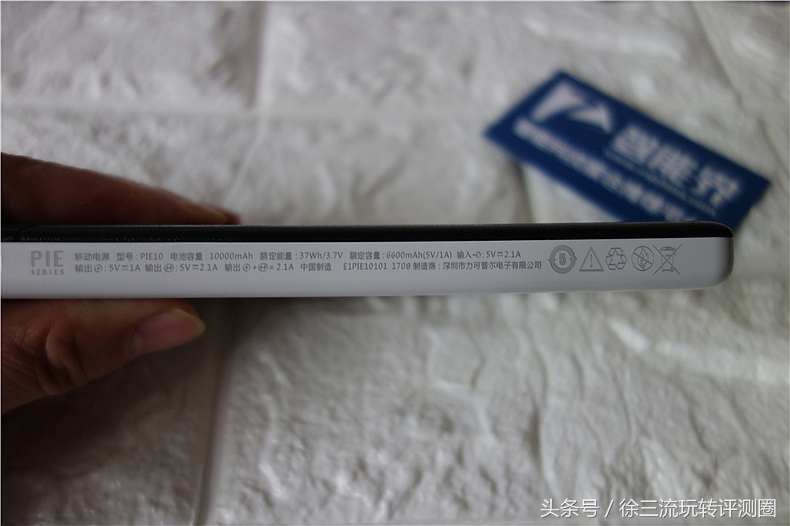 智能界
PIE
SERIES
移动电源 型号:PIE10 电池容量:10000mAh 额定能量:37Wh/3.7V 额定容量:6600mAh(5V/1A) 输入:5V=2.1A
输出:5V=1A 输出:5V=2.1A 输出+=2.1A 中国制造 E1PIE10101 1708 制造商:深圳市力可普尔电子有限公司
头条号 / 徐三流玩转评测圈